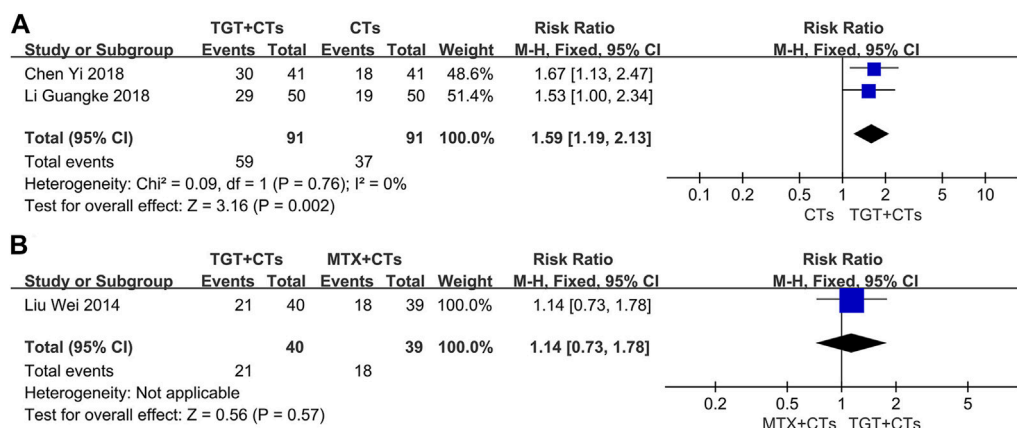 A
TGT+CTs CTs Risk Ratio Risk Ratio
Study or Subgroup Events Total Events Total Weight M-H, Fixed, 95% CI M-H, Fixed, 95% CI
Chen Yi 2018 30 41 18 41 48.6% 1.67 [1.13, 2.47]
Li Guangke 2018 29 50 19 50 51.4% 1.53 [1.00, 2.34]
Total (95% CI) 91 91 100.0% 1.59 [1.19, 2.13]
Total events 59 37
Heterogeneity: Chi² = 0.09, df = 1 (P = 0.76); I² = 0%
Test for overall effect: Z = 3.16 (P = 0.002)
0.1 0.2 0.5 1 2 5 10
CTs TGT+CTs
B
TGT+CTs MTX+CTs Risk Ratio Risk Ratio
Study or Subgroup Events Total Events Total Weight M-H, Fixed, 95% CI M-H, Fixed, 95% CI
Liu Wei 2014 21 40 18 39 100.0% 1.14 [0.73, 1.78]
Total (95% CI) 40 39 100.0% 1.14 [0.73, 1.78]
Total events 21 18
Heterogeneity: Not applicable
Test for overall effect: Z = 0.56 (P = 0.57)
0.2 0.5 1 2 5
MTX+CTs TGT+CTs